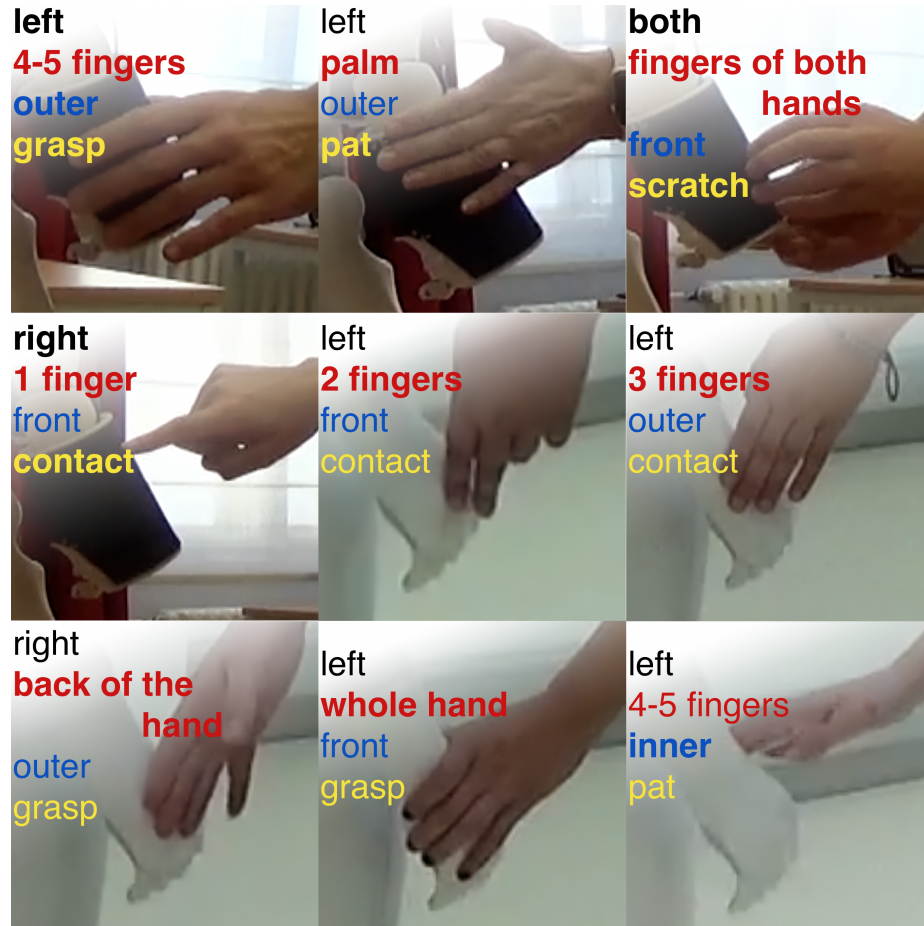 left
4-5 fingers
outer
grasp
left
palm
outer
pat
both
fingers of both
hands
front
scratch
right
1 finger
front
contact
left
2 fingers
front
contact
left
3 fingers
outer
contact
right
back of the
hand
outer
grasp
left
whole hand
front
grasp
left
4-5 fingers
inner
pat